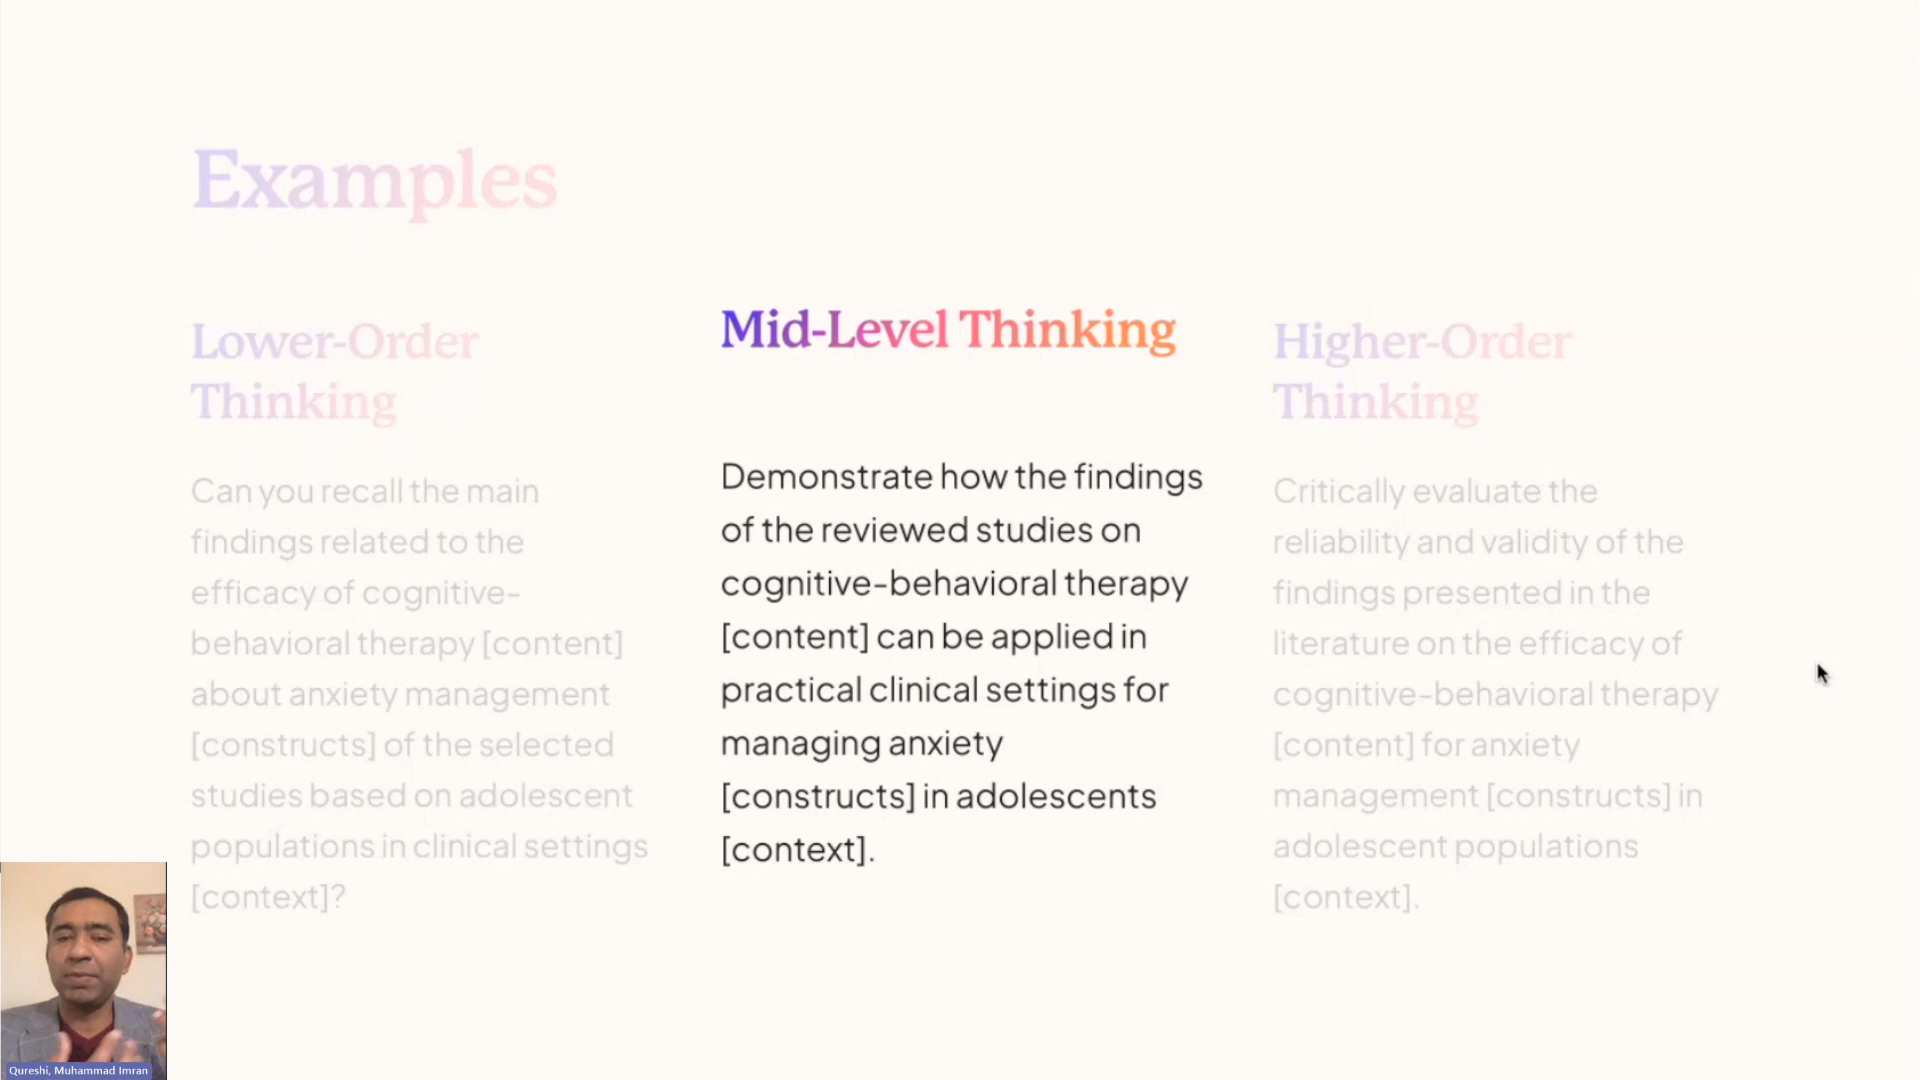 Examples
Lower-Order
Thinking
Can you recall the main
findings related to the
efficacy of cognitive-
behavioral therapy [content]
about anxiety management
[constructs] of the selected
studies based on adolescent
populations in clinical settings
[context]?
Mid-Level Thinking
Demonstrate how the findings
of the reviewed studies on
cognitive-behavioral therapy
[content] can be applied in
practical clinical settings for
managing anxiety
[constructs] in adolescents
[context].
Higher-Order
Thinking
Critically evaluate the
reliability and validity of the
findings presented in the
literature on the efficacy of
cognitive-behavioral therapy
[content] for anxiety
management [constructs] in
adolescent populations
[context].
Qureshi, Muhammad Imran